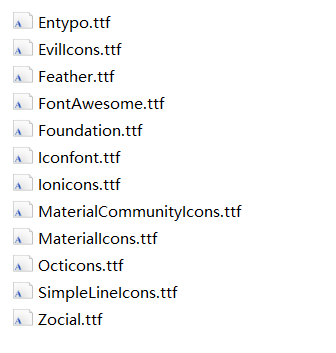 Entypo.ttf
EvilIcons.ttf
Feather.ttf
FontAwesome.ttf
Foundation.ttf
Iconfont.ttf
Ionicons.ttf
MaterialCommunityIcons.ttf
MaterialIcons.ttf
Octicons.ttf
SimpleLineIcons.ttf
Zocial.ttf